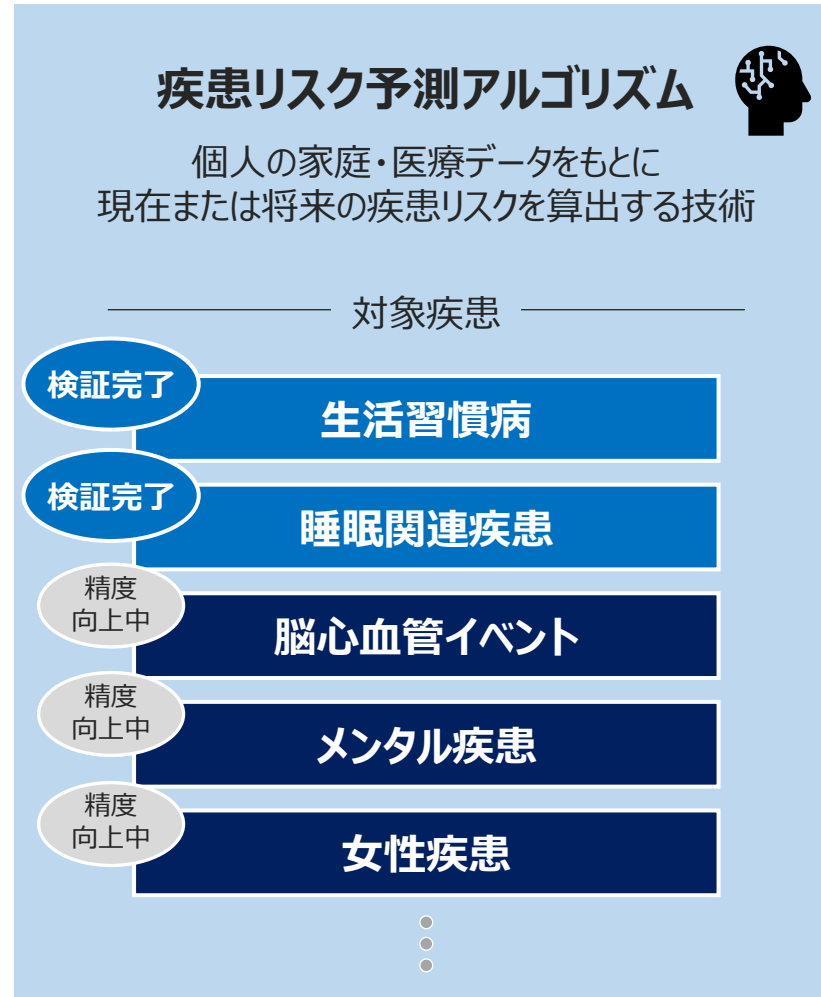 疾患リスク予測アルゴリズム
個人の家庭・医療データをもとに
現在または将来の疾患リスクを算出する技術
対象疾患
検証完了
生活習慣病
検証完了
睡眠関連疾患
精度
向上中
脳心血管イベント
精度
向上中
メンタル疾患
精度
向上中
女性疾患